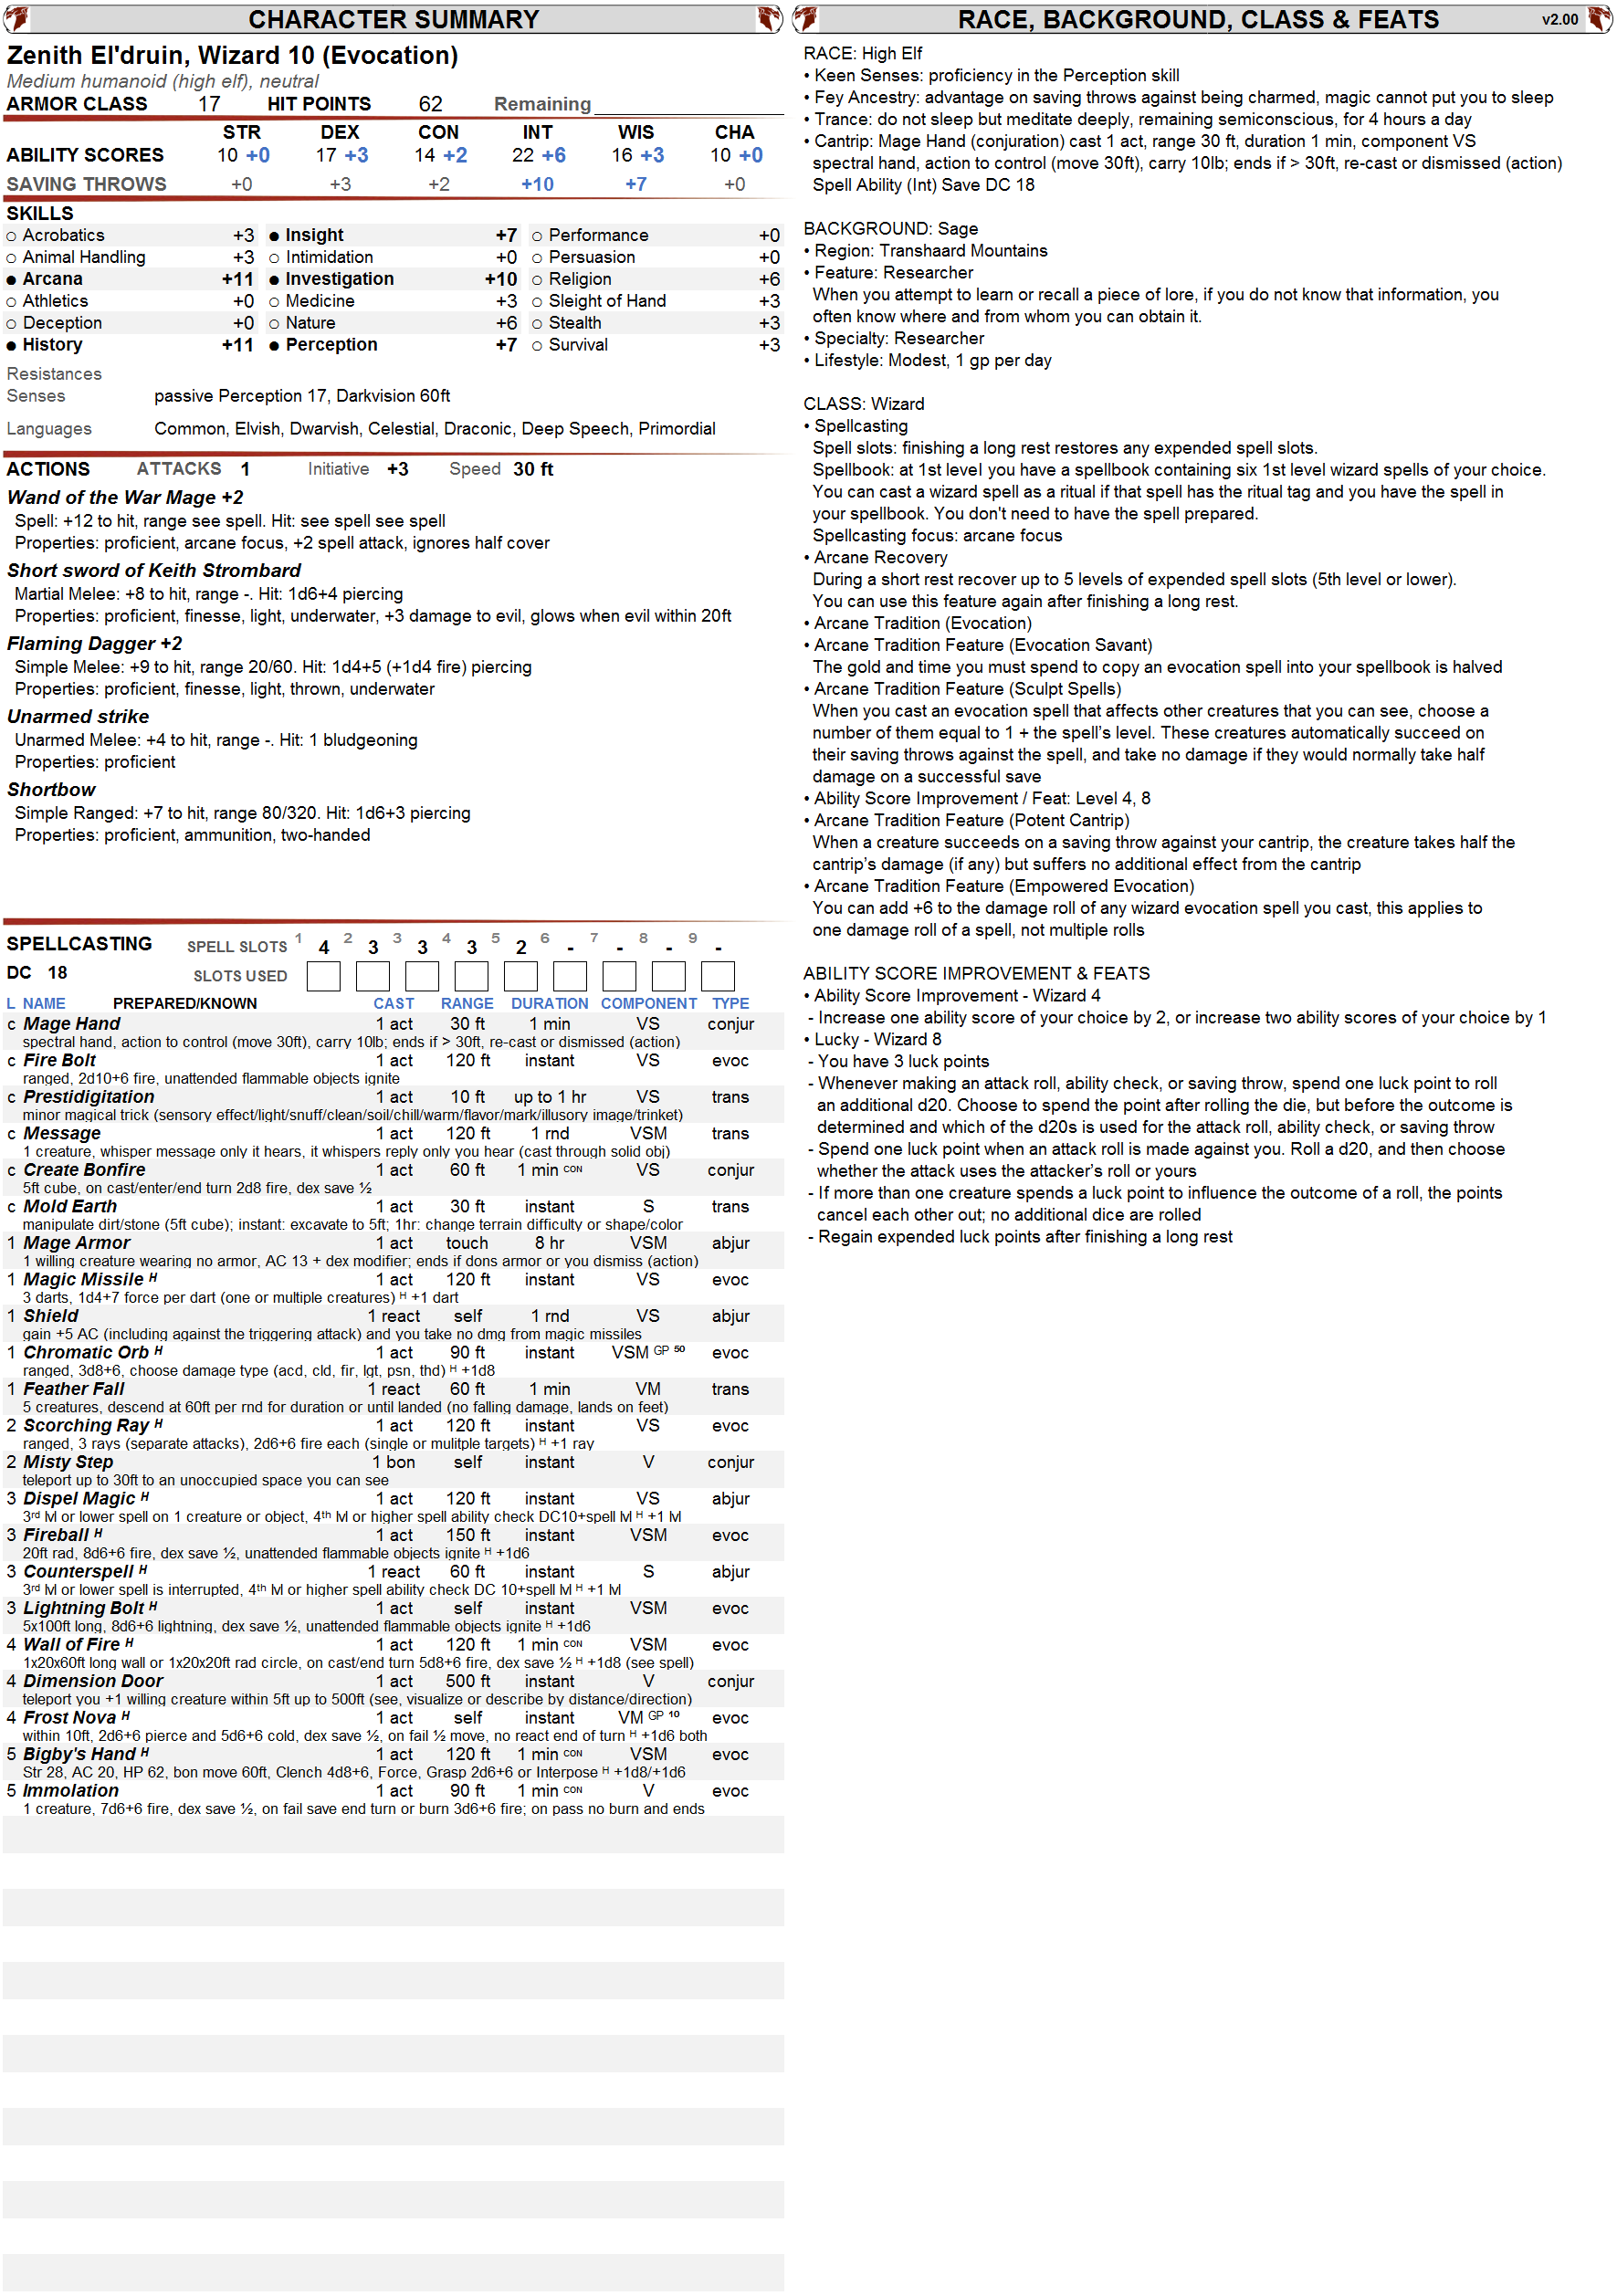 CHARACTER SUMMARY
Zenith El'druin, Wizard 10 (Evocation)
Medium humanoid (high elf), neutral
ARMOR CLASS 17 HIT POINTS 62 Remaining
STR DEX CON INT WIS CHA
ABILITY SCORES 10 +0 17 +3 14 +2 22 +6 16 +3 10 +0
SAVING THROWS +0 +3 +2 +10 +7 +0
SKILLS
○ Acrobatics +3 ● Insight +7 ○ Performance +0
○ Animal Handling +3 ○ Intimidation +0 ○ Persuasion +0
● Arcana +11 ● Investigation +10 ○ Religion +6
○ Athletics +0 ○ Medicine +3 ○ Sleight of Hand +3
○ Deception +0 ○ Nature +6 ○ Stealth +3
● History +11 ● Perception +7 ○ Survival +3
Resistances
Senses passive Perception 17, Darkvision 60ft
Languages Common, Elvish, Dwarvish, Celestial, Draconic, Deep Speech, Primordial
ACTIONS ATTACKS 1 Initiative +3 Speed 30 ft
Wand of the War Mage +2
Spell: +12 to hit, range see spell. Hit: see spell see spell
Properties: proficient, arcane focus, +2 spell attack, ignores half cover
Short sword of Keith Strombard
Martial Melee: +8 to hit, range -. Hit: 1d6+4 piercing
Properties: proficient, finesse, light, underwater, +3 damage to evil, glows when evil within 20ft
Flaming Dagger +2
Simple Melee: +9 to hit, range 20/60. Hit: 1d4+5 (+1d4 fire) piercing
Properties: proficient, finesse, light, thrown, underwater
Unarmed strike
Unarmed Melee: +4 to hit, range -. Hit: 1 bludgeoning
Properties: proficient
Shortbow
Simple Ranged: +7 to hit, range 80/320. Hit: 1d6+3 piercing
Properties: proficient, ammunition, two-handed
SPELLCASTING SPELL SLOTS 1 4 2 3 3 3 4 3 5 2 6 - 7 - 8 - 9 -
DC 18 SLOTS USED
L NAME PREPARED/KNOWN CAST RANGE DURATION COMPONENT TYPE
c Mage Hand 1 act 30 ft 1 min VS conjur
spectral hand, action to control (move 30ft), carry 10lb; ends if > 30ft, re-cast or dismissed (action)
c Fire Bolt 1 act 120 ft instant VS evoc
ranged, 2d10+6 fire, unattended flammable objects ignite
c Prestidigitation 1 act 10 ft up to 1 hr VS trans
minor magical trick (sensory effect/light/snuff/clean/soil/chill/warm/flavor/mark/illusory image/trinket)
c Message 1 act 120 ft 1 rnd VSM trans
1 creature, whisper message only it hears, it whispers reply only you hear (cast through solid obj)
c Create Bonfire 1 act 60 ft 1 min CON VS conjur
5ft cube, on cast/enter/end turn 2d8 fire, dex save ½
c Mold Earth 1 act 30 ft instant S trans
manipulate dirt/stone (5ft cube); instant: excavate to 5ft; 1hr: change terrain difficulty or shape/color
1 Mage Armor 1 act touch 8 hr VSM abjur
1 willing creature wearing no armor, AC 13 + dex modifier; ends if dons armor or you dismiss (action)
1 Magic Missile H 1 act 120 ft instant VS evoc
3 darts, 1d4+7 force per dart (one or multiple creatures) H +1 dart
1 Shield 1 react self 1 rnd VS abjur
gain +5 AC (including against the triggering attack) and you take no dmg from magic missiles
1 Chromatic Orb H 1 act 90 ft instant VSM GP 50 evoc
ranged, 3d8+6, choose damage type (acd, cld, fir, lgt, psn, thd) H +1d8
1 Feather Fall 1 react 60 ft 1 min VM trans
5 creatures, descend at 60ft per rnd for duration or until landed (no falling damage, lands on feet)
2 Scorching Ray H 1 act 120 ft instant VS evoc
ranged, 3 rays (separate attacks), 2d6+6 fire each (single or mulitple targets) H +1 ray
2 Misty Step 1 bon self instant V conjur
teleport up to 30ft to an unoccupied space you can see
3 Dispel Magic H 1 act 120 ft instant VS abjur
3rd M or lower spell on 1 creature or object, 4th M or higher spell ability check DC10+spell M H +1 M
3 Fireball H 1 act 150 ft instant VSM evoc
20ft rad, 8d6+6 fire, dex save ½, unattended flammable objects ignite H +1d6
3 Counterspell H 1 react 60 ft instant S abjur
3rd M or lower spell is interrupted, 4th M or higher spell ability check DC 10+spell M H +1 M
3 Lightning Bolt H 1 act self instant VSM evoc
5x100ft long, 8d6+6 lightning, dex save ½, unattended flammable objects ignite H +1d6
4 Wall of Fire H 1 act 120 ft 1 min CON VSM evoc
1x20x60ft long wall or 1x20x20ft rad circle, on cast/end turn 5d8+6 fire, dex save ½ H +1d8 (see spell)
4 Dimension Door 1 act 500 ft instant V conjur
teleport you +1 willing creature within 5ft up to 500ft (see, visualize or describe by distance/direction)
4 Frost Nova H 1 act self instant VM GP 10 evoc
within 10ft, 2d6+6 pierce and 5d6+6 cold, dex save ½, on fail ½ move, no react end of turn H +1d6 both
5 Bigby's Hand H 1 act 120 ft 1 min CON VSM evoc
Str 28, AC 20, HP 62, bon move 60ft, Clench 4d8+6, Force, Grasp 2d6+6 or Interpose H +1d8/+1d6
5 Immolation 1 act 90 ft 1 min CON V evoc
1 creature, 7d6+6 fire, dex save ½, on fail save end turn or burn 3d6+6 fire; on pass no burn and ends
RACE, BACKGROUND, CLASS & FEATS v2.00
RACE: High Elf
• Keen Senses: proficiency in the Perception skill
• Fey Ancestry: advantage on saving throws against being charmed, magic cannot put you to sleep
• Trance: do not sleep but meditate deeply, remaining semiconscious, for 4 hours a day
• Cantrip: Mage Hand (conjuration) cast 1 act, range 30 ft, duration 1 min, component VS
spectral hand, action to control (move 30ft), carry 10lb; ends if > 30ft, re-cast or dismissed (action)
Spell Ability (Int) Save DC 18
BACKGROUND: Sage
• Region: Transhaard Mountains
• Feature: Researcher
When you attempt to learn or recall a piece of lore, if you do not know that information, you
often know where and from whom you can obtain it.
• Specialty: Researcher
• Lifestyle: Modest, 1 gp per day
CLASS: Wizard
• Spellcasting
Spell slots: finishing a long rest restores any expended spell slots.
Spellbook: at 1st level you have a spellbook containing six 1st level wizard spells of your choice.
You can cast a wizard spell as a ritual if that spell has the ritual tag and you have the spell in
your spellbook. You don't need to have the spell prepared.
Spellcasting focus: arcane focus
• Arcane Recovery
During a short rest recover up to 5 levels of expended spell slots (5th level or lower).
You can use this feature again after finishing a long rest.
• Arcane Tradition (Evocation)
• Arcane Tradition Feature (Evocation Savant)
The gold and time you must spend to copy an evocation spell into your spellbook is halved
• Arcane Tradition Feature (Sculpt Spells)
When you cast an evocation spell that affects other creatures that you can see, choose a
number of them equal to 1 + the spell's level. These creatures automatically succeed on
their saving throws against the spell, and take no damage if they would normally take half
damage on a successful save
• Ability Score Improvement / Feat: Level 4, 8
• Arcane Tradition Feature (Potent Cantrip)
When a creature succeeds on a saving throw against your cantrip, the creature takes half the
cantrip's damage (if any) but suffers no additional effect from the cantrip
• Arcane Tradition Feature (Empowered Evocation)
You can add +6 to the damage roll of any wizard evocation spell you cast, this applies to
one damage roll of a spell, not multiple rolls
ABILITY SCORE IMPROVEMENT & FEATS
• Ability Score Improvement - Wizard 4
- Increase one ability score of your choice by 2, or increase two ability scores of your choice by 1
• Lucky - Wizard 8
- You have 3 luck points
- Whenever making an attack roll, ability check, or saving throw, spend one luck point to roll
an additional d20. Choose to spend the point after rolling the die, but before the outcome is
determined and which of the d20s is used for the attack roll, ability check, or saving throw
- Spend one luck point when an attack roll is made against you. Roll a d20, and then choose
whether the attack uses the attacker's roll or yours
- If more than one creature spends a luck point to influence the outcome of a roll, the points
cancel each other out; no additional dice are rolled
- Regain expended luck points after finishing a long rest